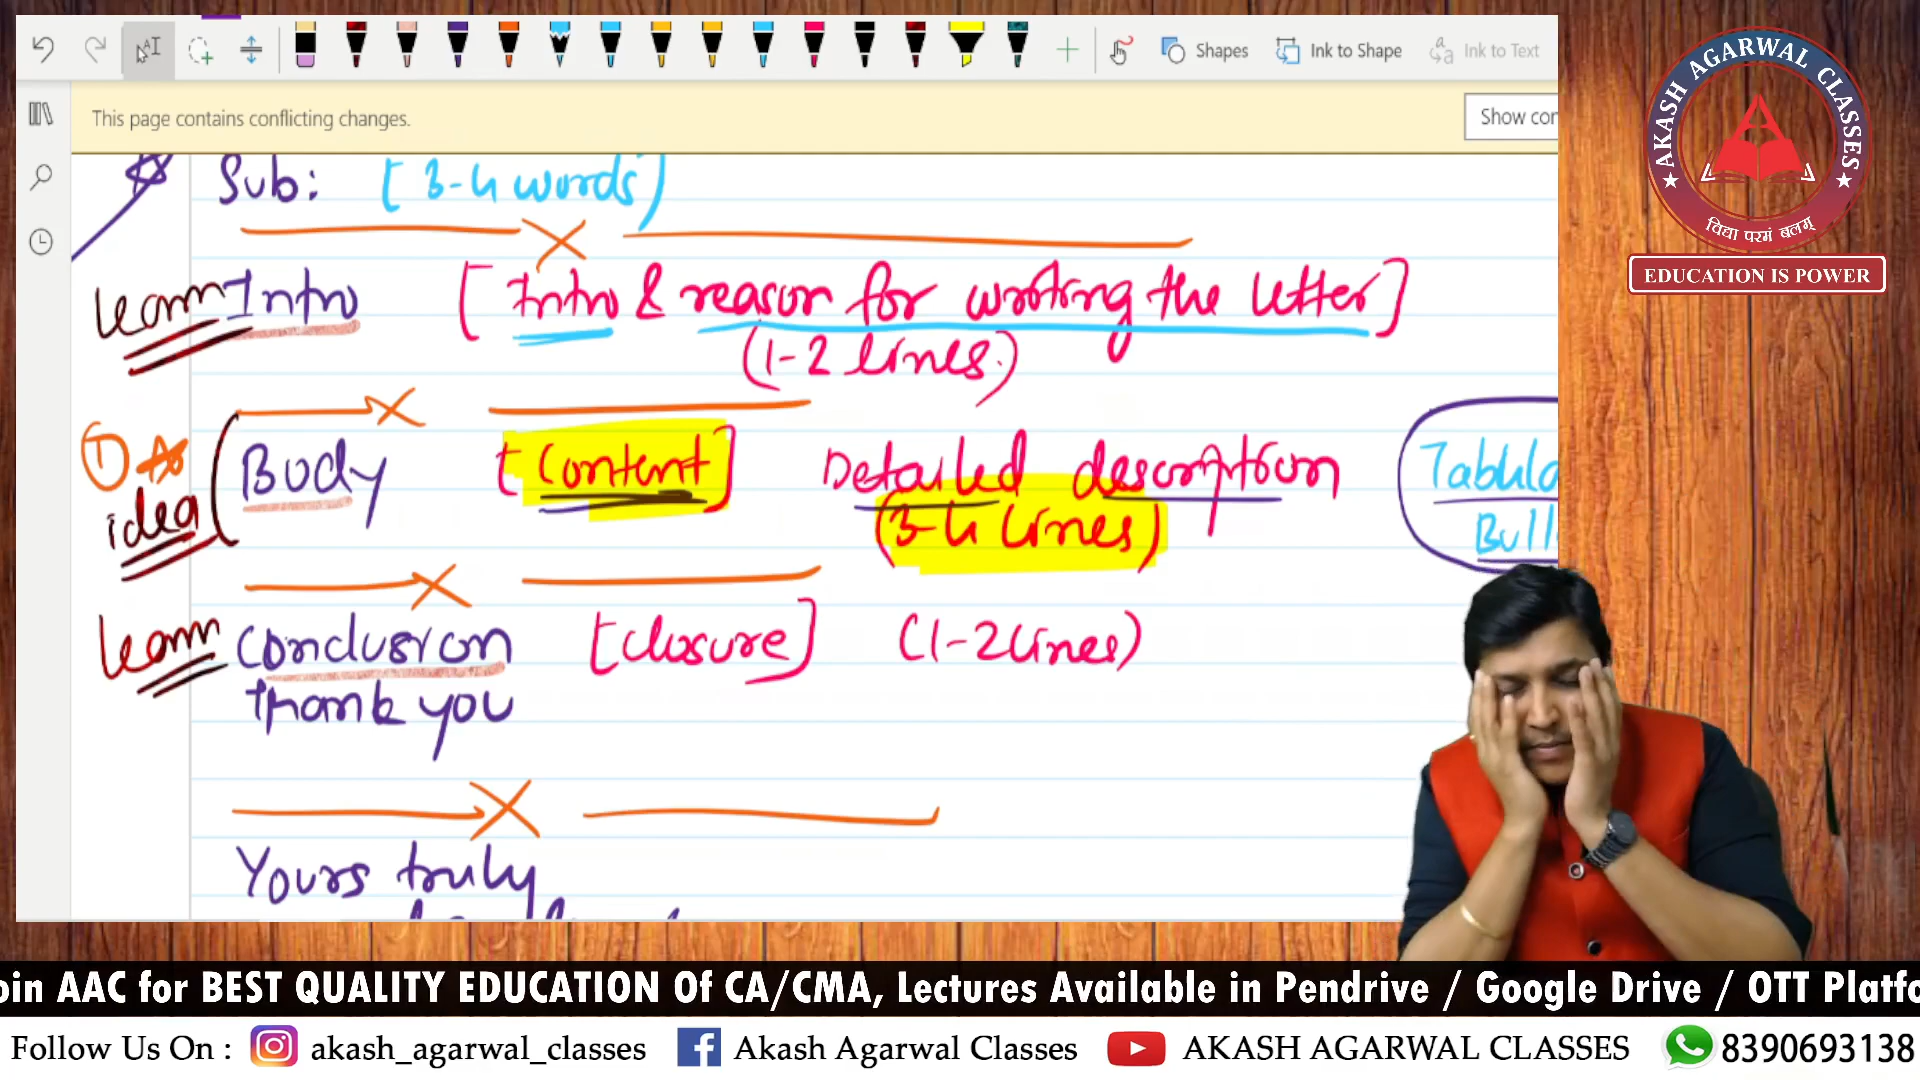 Shapes Ink to Shape Ink to Text
This page contains conflicting changes.
Show con
Sub: [3-4 words]
learn Intro [Intro & reason for writing the letter]
(1-2 lines.)
① idea Body [Content] Detailed description
(3-4 lines)
Tabula
Bull
learn Conclusion [closure] (1-2 lines)
Thank you
Yours truly
AKASH AGARWAL CLASSES
विद्या परमं बलम्
EDUCATION IS POWER
oin AAC for BEST QUALITY EDUCATION Of CA/CMA, Lectures Available in Pendrive / Google Drive / OTT Platfo
Follow Us On : akash_agarwal_classes Akash Agarwal Classes AKASH AGARWAL CLASSES 8390693138